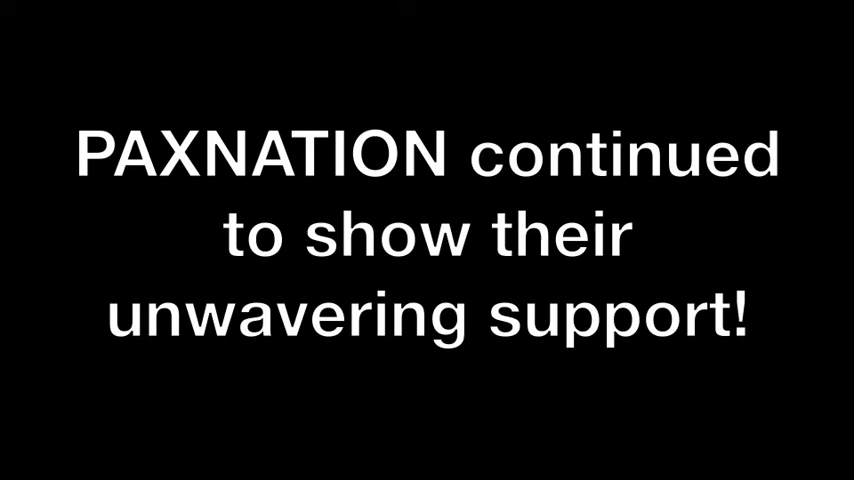 PAXNATION continued
to show their
unwavering support!